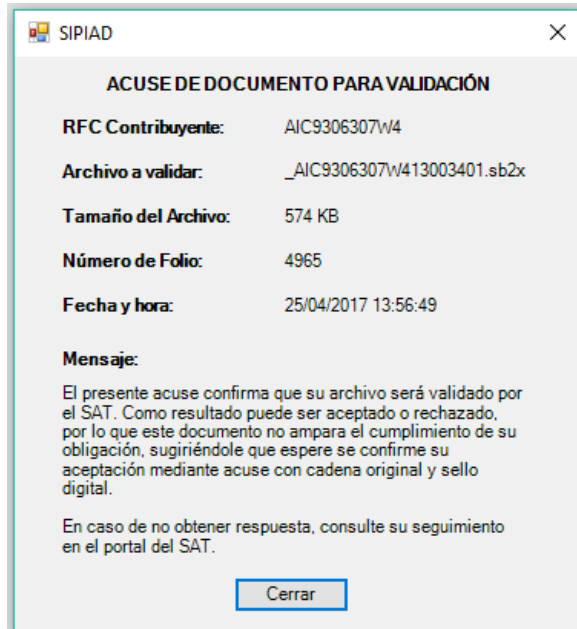 SIPIAD
ACUSE DE DOCUMENTO PARA VALIDACIÓN
RFC Contribuyente: AIC9306307W4
Archivo a validar: _AIC9306307W413003401.sb2x
Tamaño del Archivo: 574 KB
Número de Folio: 4965
Fecha y hora: 25/04/2017 13:56:49
Mensaje:
El presente acuse confirma que su archivo será validado por
el SAT. Como resultado puede ser aceptado o rechazado,
por lo que este documento no ampara el cumplimiento de su
obligación, sugiriéndole que espere se confirme su
aceptación mediante acuse con cadena original y sello
digital.
En caso de no obtener respuesta, consulte su seguimiento
en el portal del SAT.
Cerrar